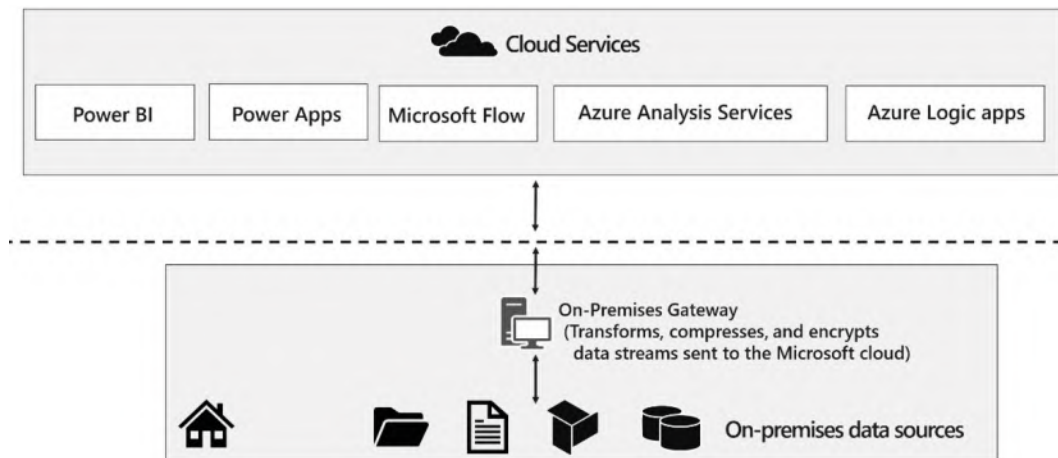 Cloud Services
Power BI
Power Apps
Microsoft Flow
Azure Analysis Services
Azure Logic apps
On-Premises Gateway
(Transforms, compresses, and encrypts
data streams sent to the Microsoft cloud)
On-premises data sources